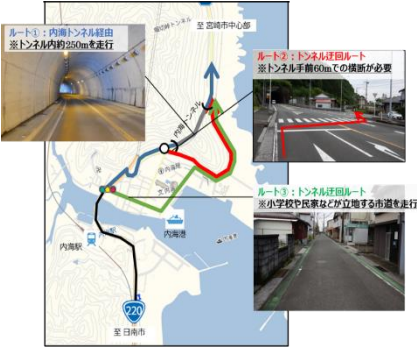 至 宮崎市中心部
ルート①：内海トンネル経由
※トンネル内約250mを走行
ルート②：トンネル迂回ルート
※トンネル手前60mでの横断が必要
内海トンネル
ルート③：トンネル迂回ルート
※小学校や民家などが立地する市道を走行
内海港
内海駅
220
至 日南市